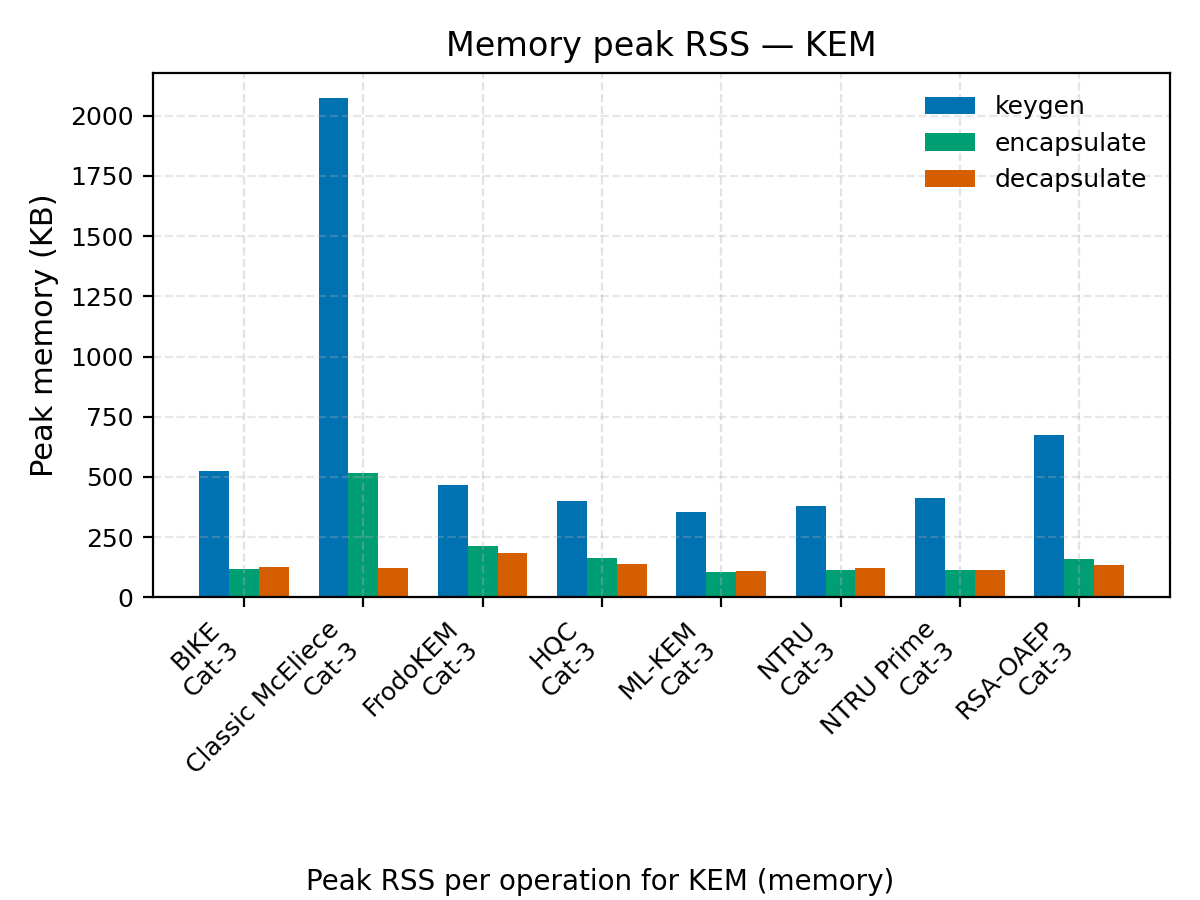 Memory peak RSS — KEM
Peak memory (KB)
2000
1750
1500
1250
1000
750
500
250
0
keygen
encapsulate
decapsulate
BIKE
Cat-3
Classic McEliece
Cat-3
FrodoKEM
Cat-3
HQC
Cat-3
ML-KEM
Cat-3
NTRU
Cat-3
NTRU Prime
Cat-3
RSA-OAEP
Cat-3
Peak RSS per operation for KEM (memory)